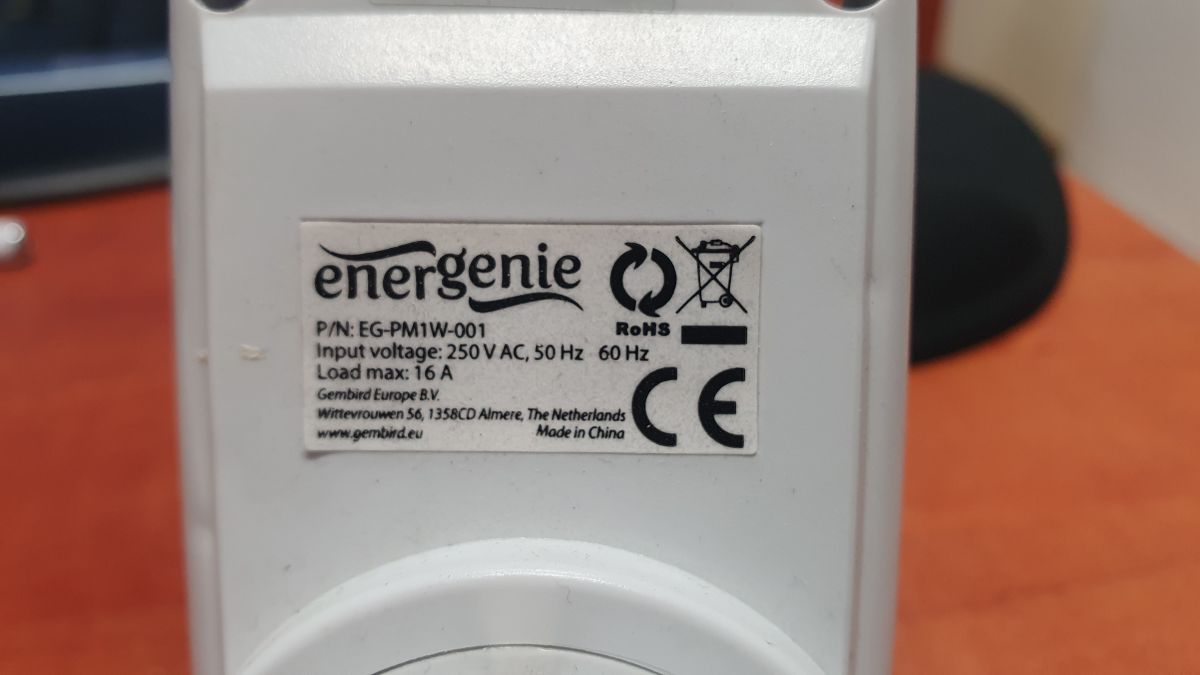 energenie
RoHS
P/N: EG-PM1W-001
Input voltage: 250 V AC, 50 Hz 60 Hz
Load max: 16 A
Gembird Europe B.V.
Wittevrouwen 56, 1358CD Almere, The Netherlands
www.gembird.eu Made in China
CE